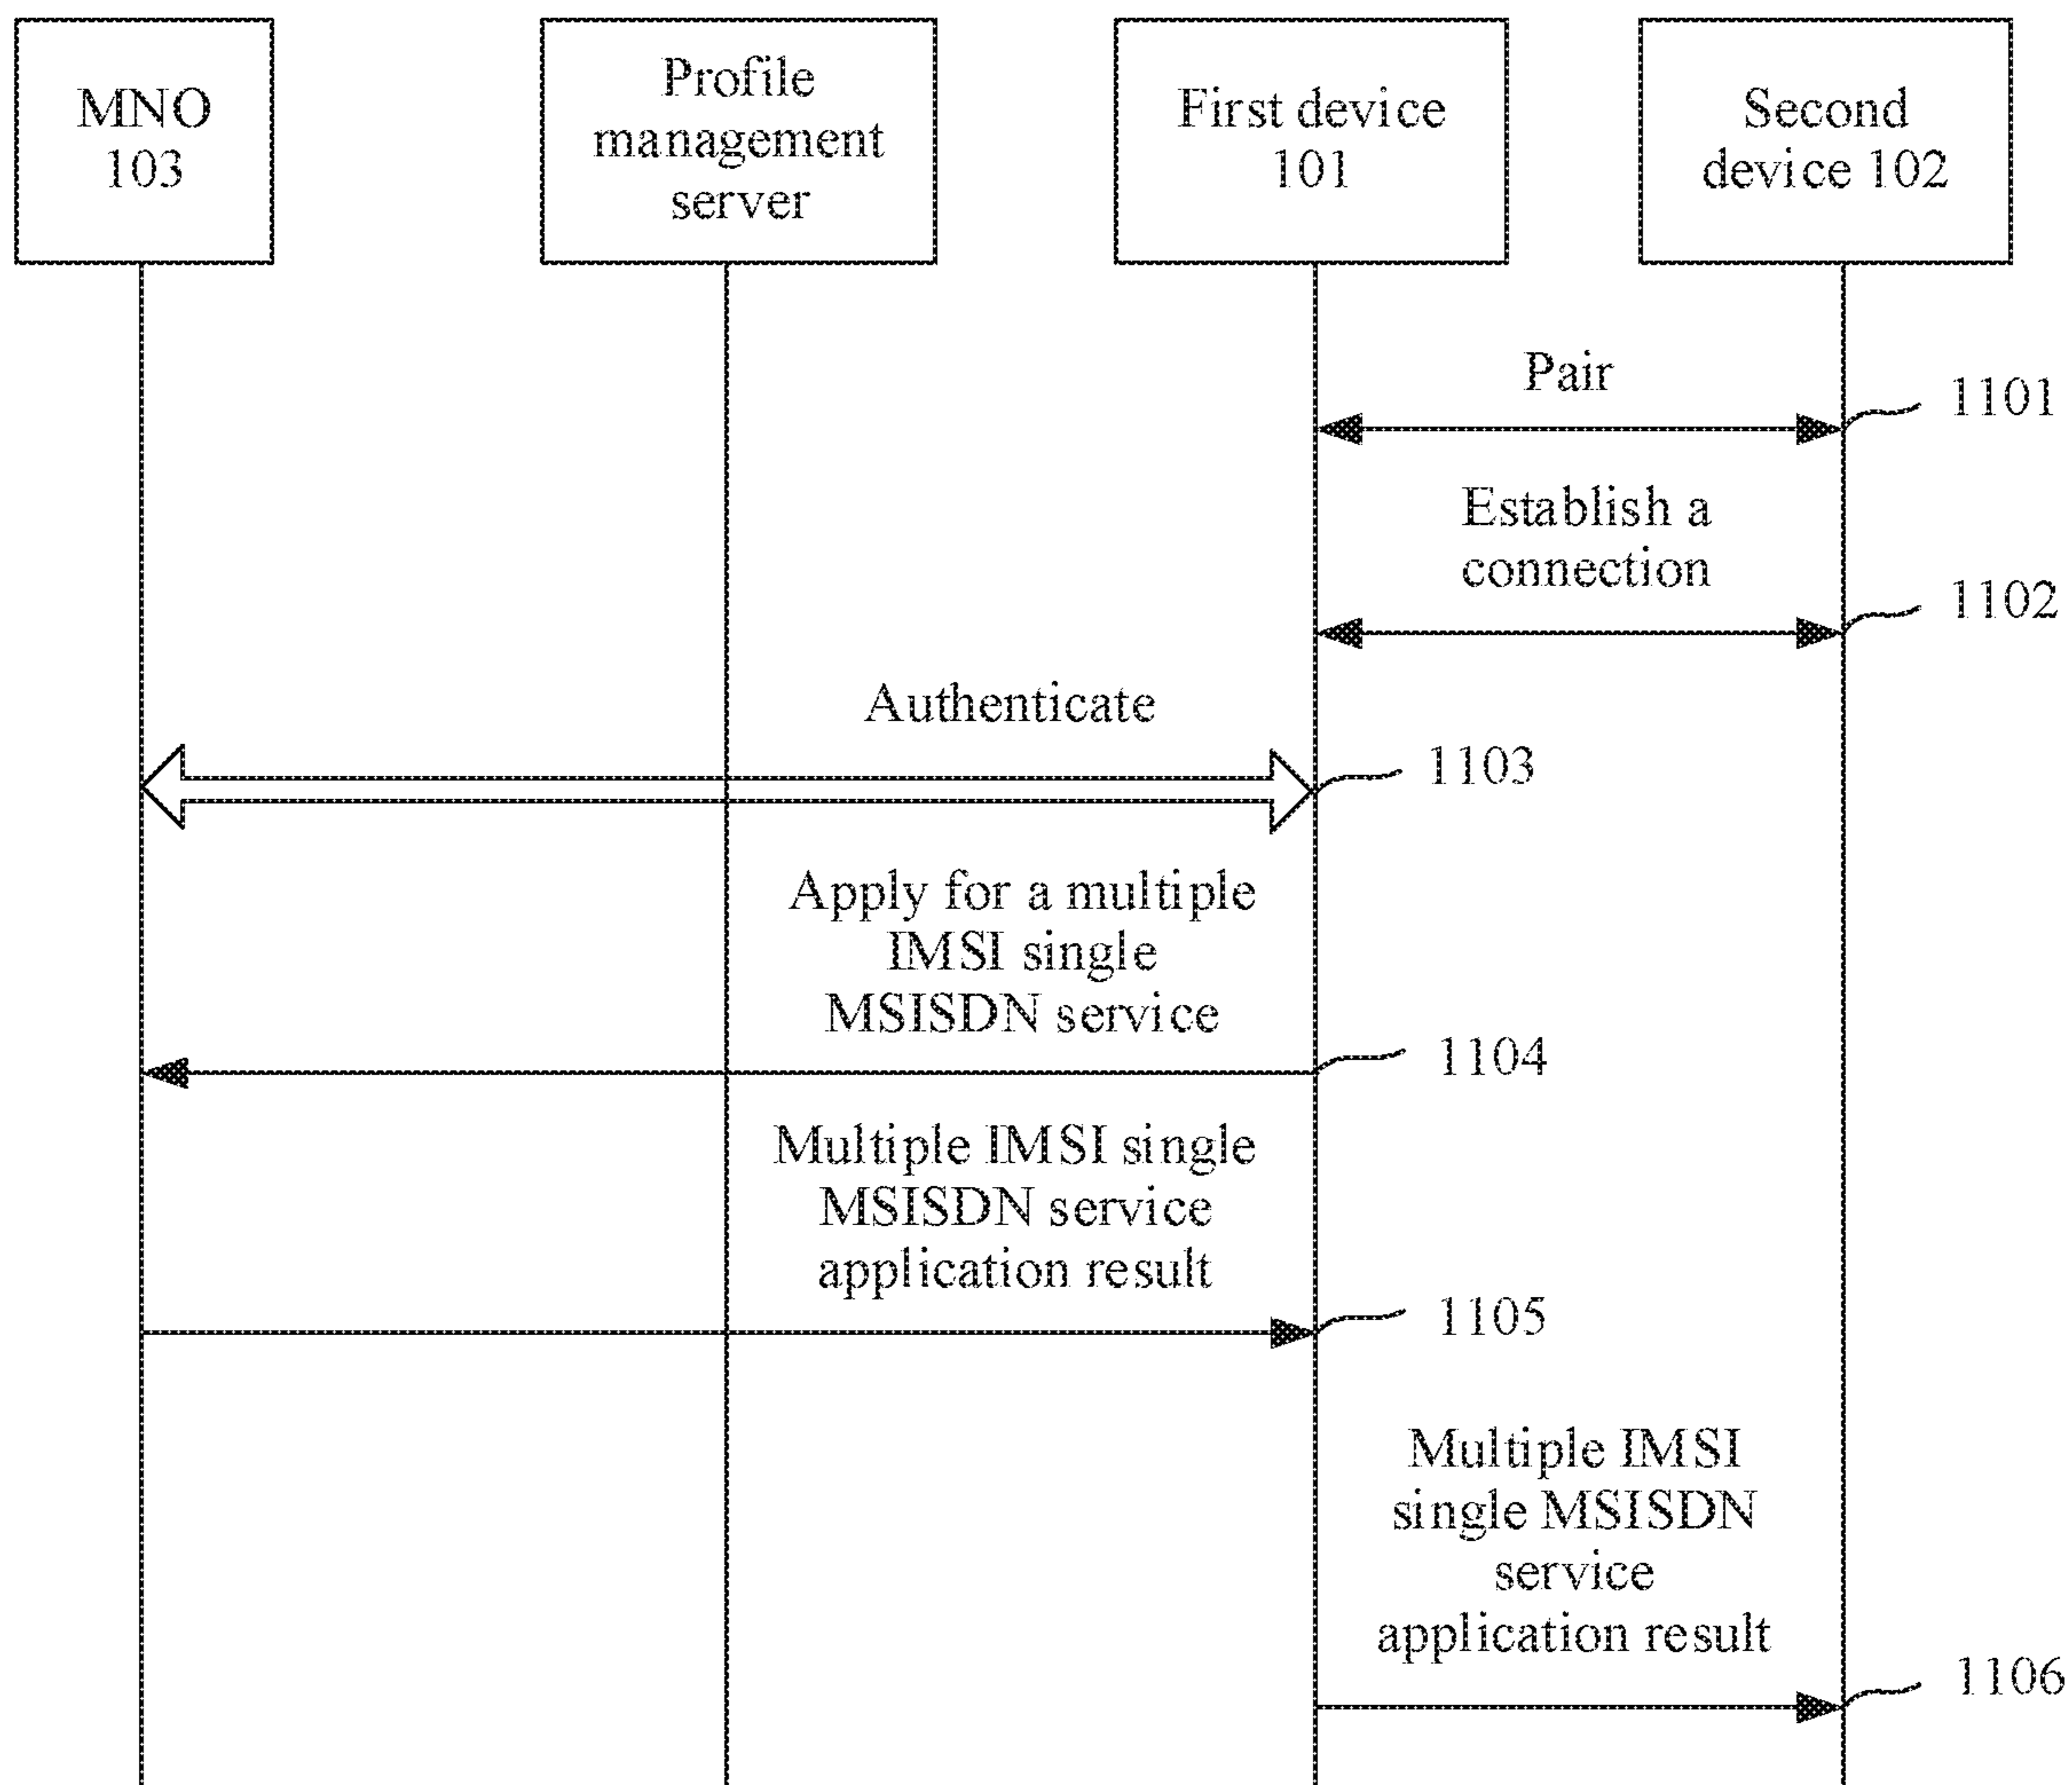 MNO
103
Profile
management
server
First device
101
Second
device 102
Pair
1101
Establish a
connection
1102
Authenticate
1103
Apply for a multiple
IMSI single
MSISDN service
1104
Multiple IMSI single
MSISDN service
application result
1105
Multiple IMSI
single MSISDN
service
application result
1106